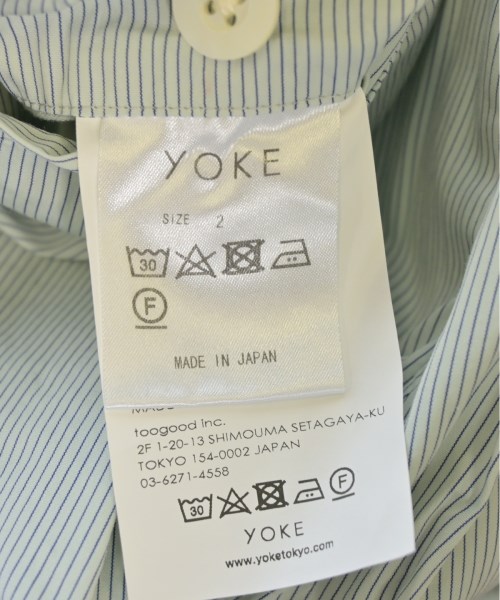 YOKE
SIZE 2
30
F
MADE IN JAPAN
toogood Inc.
2F 1-20-13 SHIMOUMA SETAGAYA-KU
TOKYO 154-0002 JAPAN
03-6271-4558
30 F
YOKE
www.yoketokyo.com